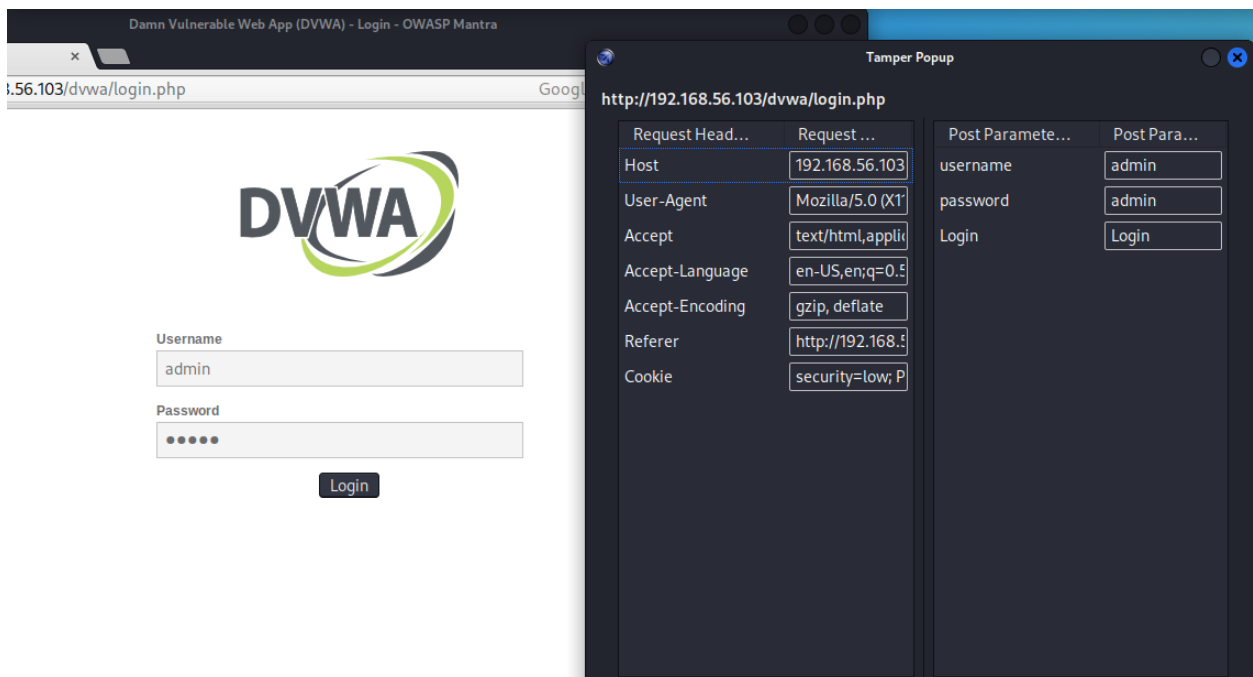 Damn Vulnerable Web App (DVWA) - Login - OWASP Mantra
×
.56.103/dvwa/login.php Googl
DVWA
Username
admin
Password
•••••
Login
Tamper Popup
http://192.168.56.103/dvwa/login.php
Request Head... Request ... Post Paramete... Post Para...
Host 192.168.56.103 username admin
User-Agent Mozilla/5.0 (X1 password admin
Accept text/html,applic Login Login
Accept-Language en-US,en;q=0.5
Accept-Encoding gzip, deflate
Referer http://192.168.5
Cookie security=low; P